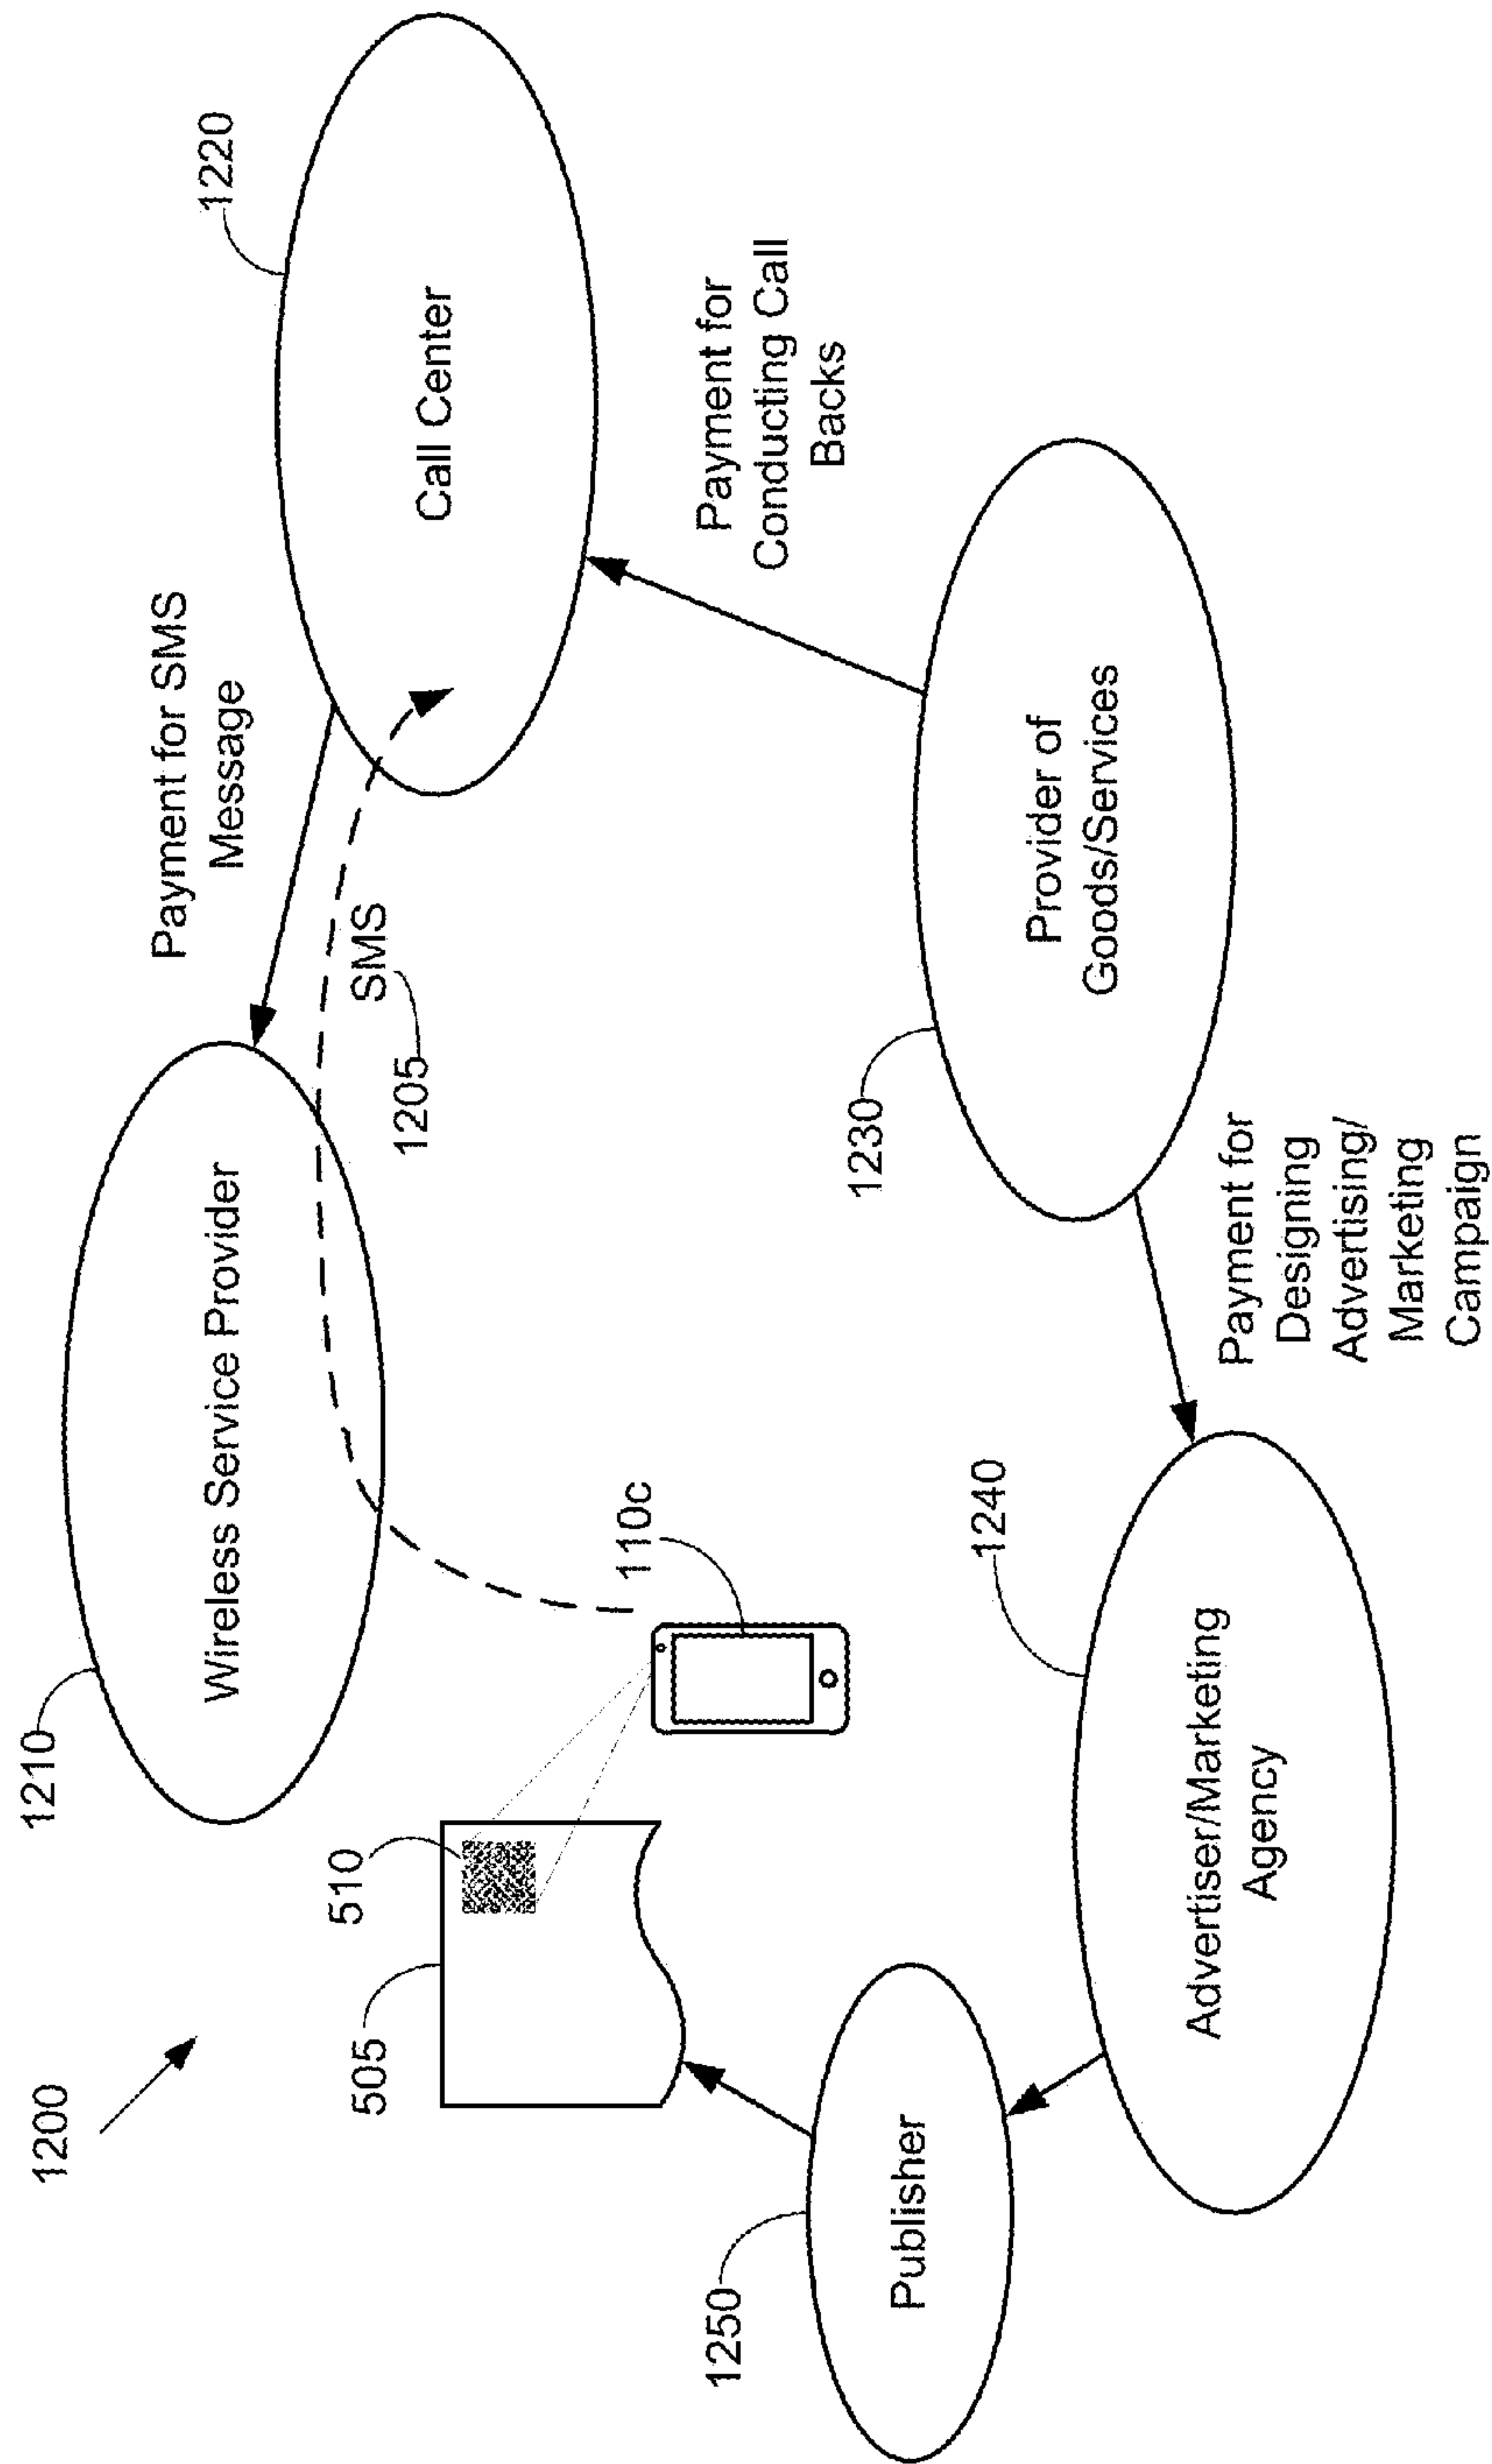 1200
1210
Wireless Service Provider
Payment for SMS
Message
1220
Call Center
SMS
1205
505
510
110c
Payment for
Conducting Call
Backs
1250
Publisher
1240
Advertiser/Marketing
Agency
1230
Provider of
Goods/Services
Payment for
Designing
Advertising/
Marketing
Campaign